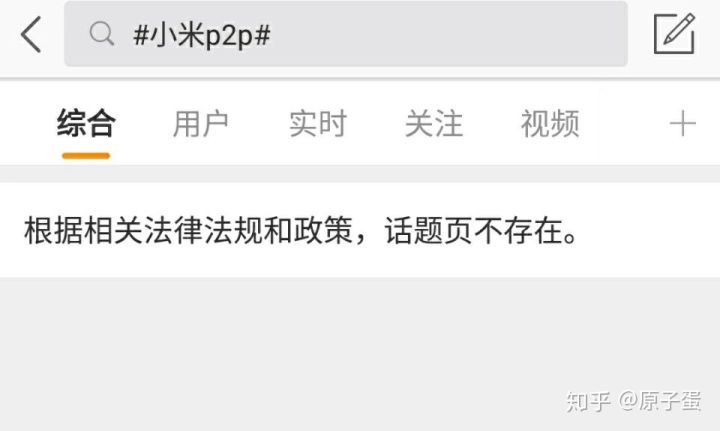 #小米p2p#
综合 用户 实时 关注 视频
根据相关法律法规和政策，话题页不存在。
知乎 @原子蛋